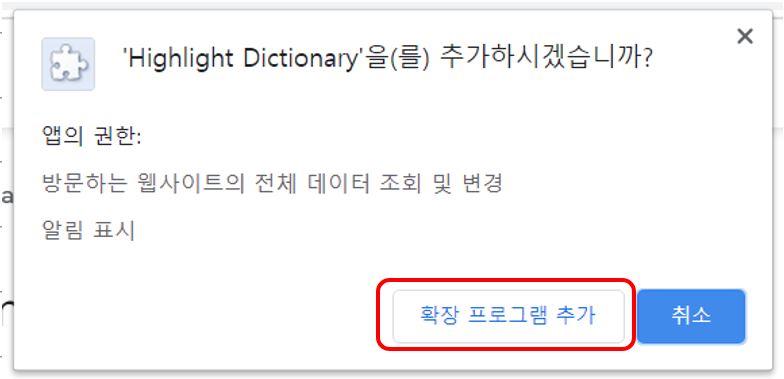 'Highlight Dictionary'을(를) 추가하시겠습니까?
앱의 권한:
방문하는 웹사이트의 전체 데이터 조회 및 변경
알림 표시
확장 프로그램 추가
취소